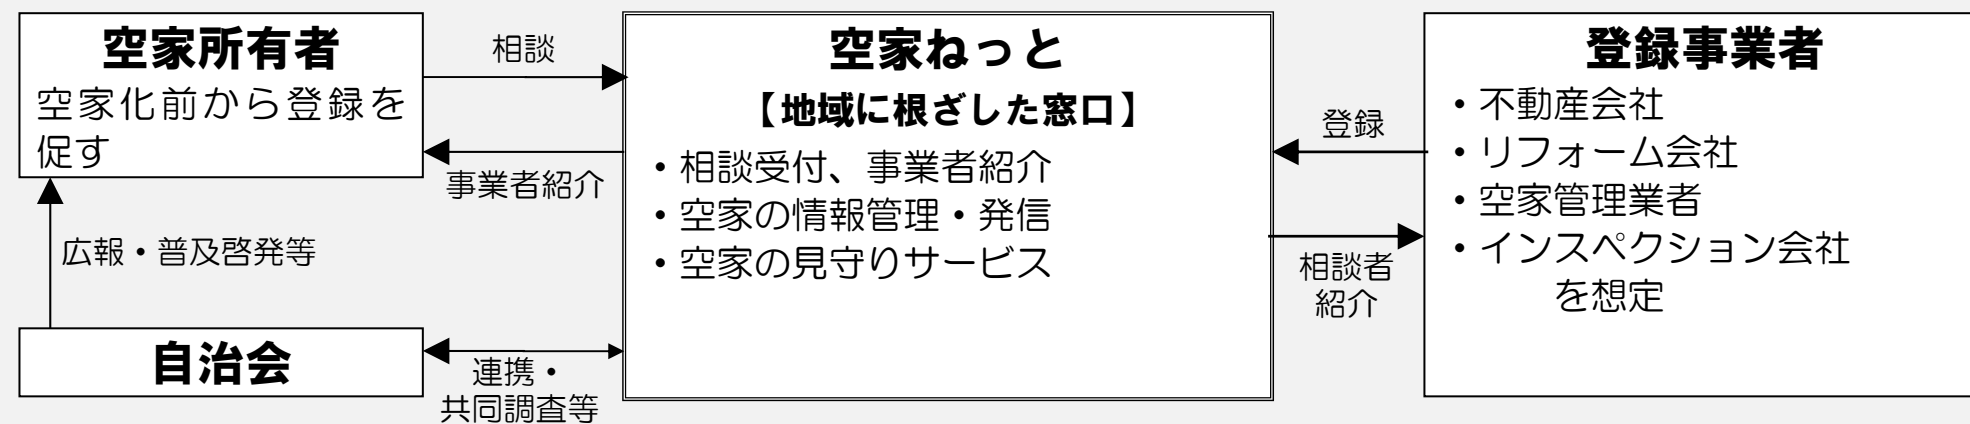 空家所有者
空家化前から登録を
促す
相談
事業者紹介
広報・普及啓発等
自治会
連携・
共同調査等
空家ねっと
【地域に根ざした窓口】
・相談受付、事業者紹介
・空家の情報管理・発信
・空家の見守りサービス
登録
相談者
紹介
登録事業者
・不動産会社
・リフォーム会社
・空家管理業者
・インスペクション会社
を想定